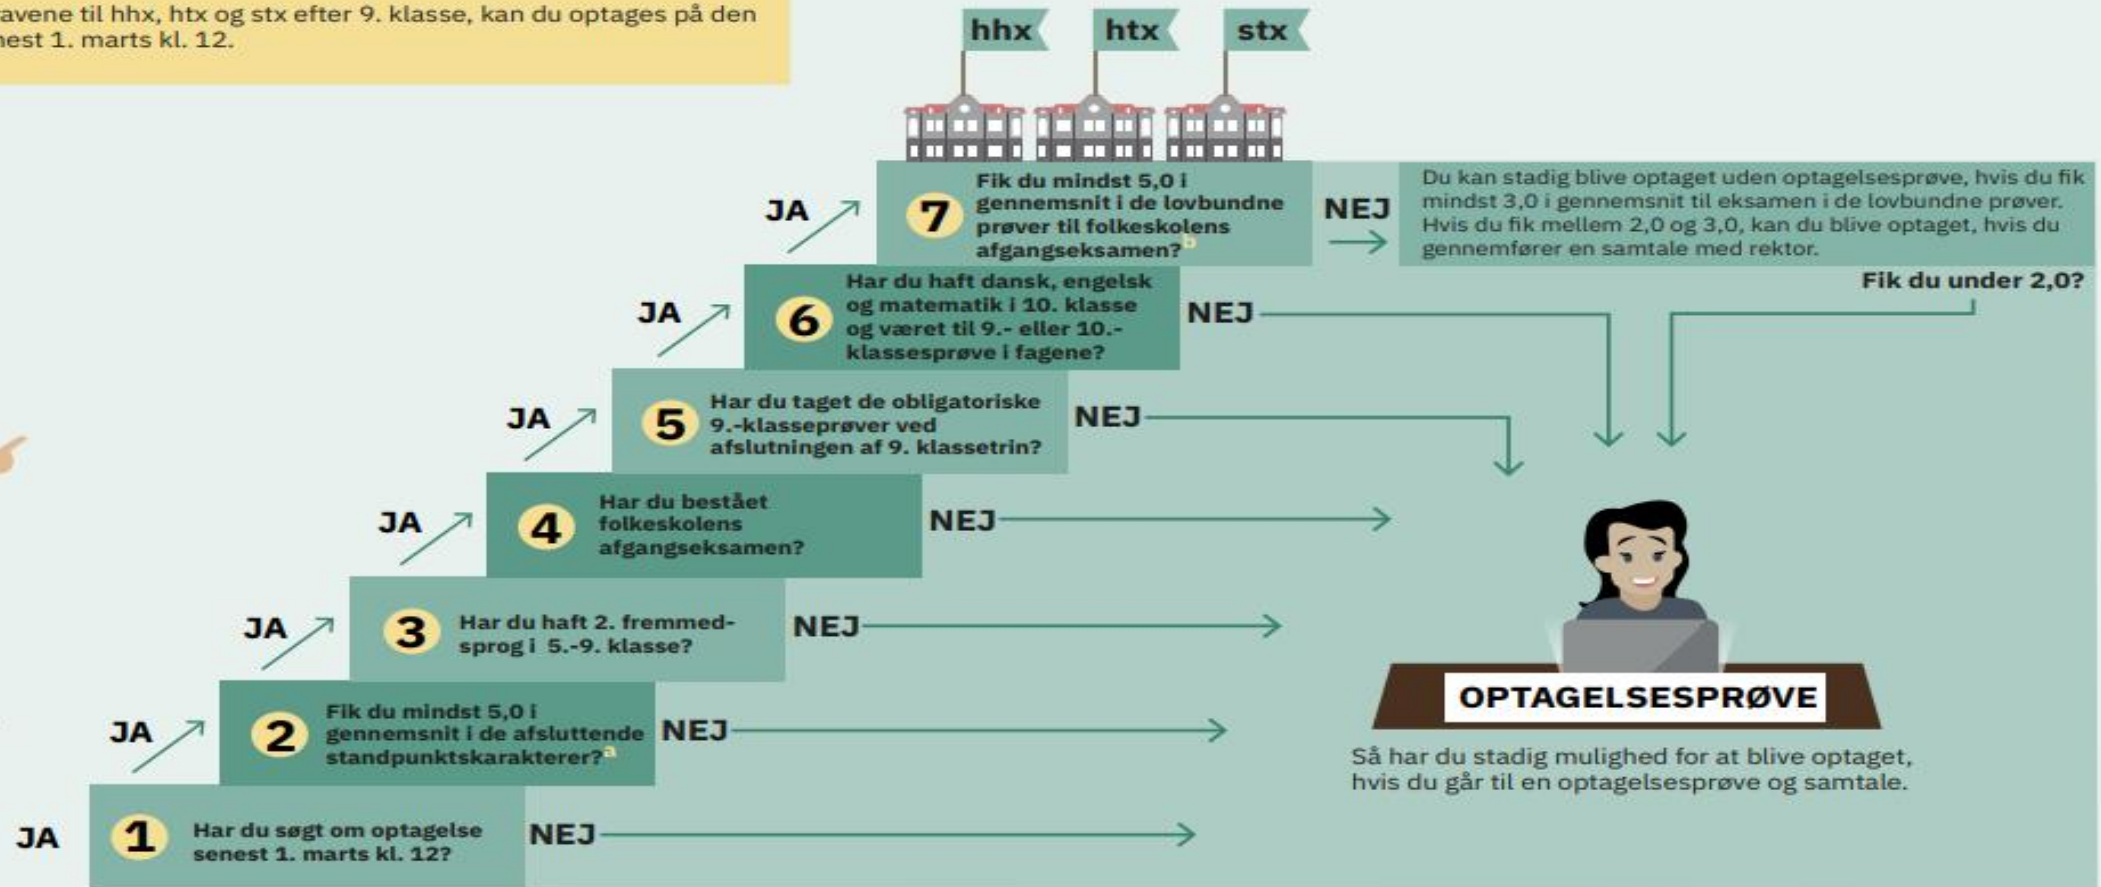 avene til hhx, htx og stx efter 9. klasse, kan du optages på den
nest 1. marts kl. 12.
hhx
htx
stx
JA
7
Fik du mindst 5,0 i
gennemsnit i de lovbundne
prøver til folkeskolens
afgangseksamen?b
NEJ
Du kan stadig blive optaget uden optagelsesprøve, hvis du fik
mindst 3,0 i gennemsnit til eksamen i de lovbundne prøver.
Hvis du fik mellem 2,0 og 3,0, kan du blive optaget, hvis du
gennemfører en samtale med rektor.
Fik du under 2,0?
JA
6
Har du haft dansk, engelsk
og matematik i 10. klasse
og været til 9.- eller 10.-
klassesprøve i fagene?
NEJ
JA
5
Har du taget de obligatoriske
9.-klasseprøver ved
afslutningen af 9. klassetrin?
NEJ
JA
4
Har du bestået
folkeskolens
afgangseksamen?
NEJ
JA
3
Har du haft 2. fremmed-
sprog i 5.-9. klasse?
NEJ
JA
2
Fik du mindst 5,0 i
gennemsnit i de afsluttende
standpunktskarakterer?a
NEJ
JA
1
Har du søgt om optagelse
senest 1. marts kl. 12?
NEJ
OPTAGELSESPRØVE
Så har du stadig mulighed for at blive optaget,
hvis du går til en optagelsesprøve og samtale.